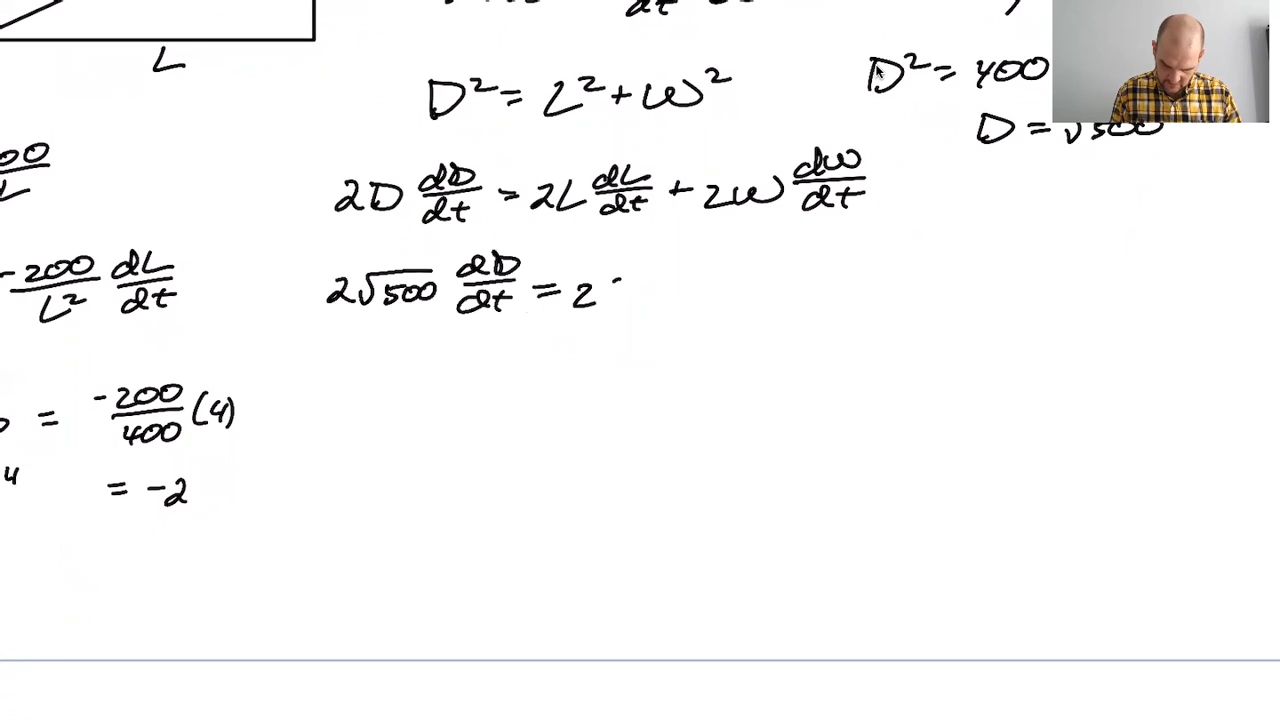 L
D² = L² + W²
D² = 400
D = √500
2D dD/dt = 2L dL/dt + 2W dW/dt
-200/L² dL/dt
2√500 dD/dt = 2
= -200/400 (4)
4
= -2